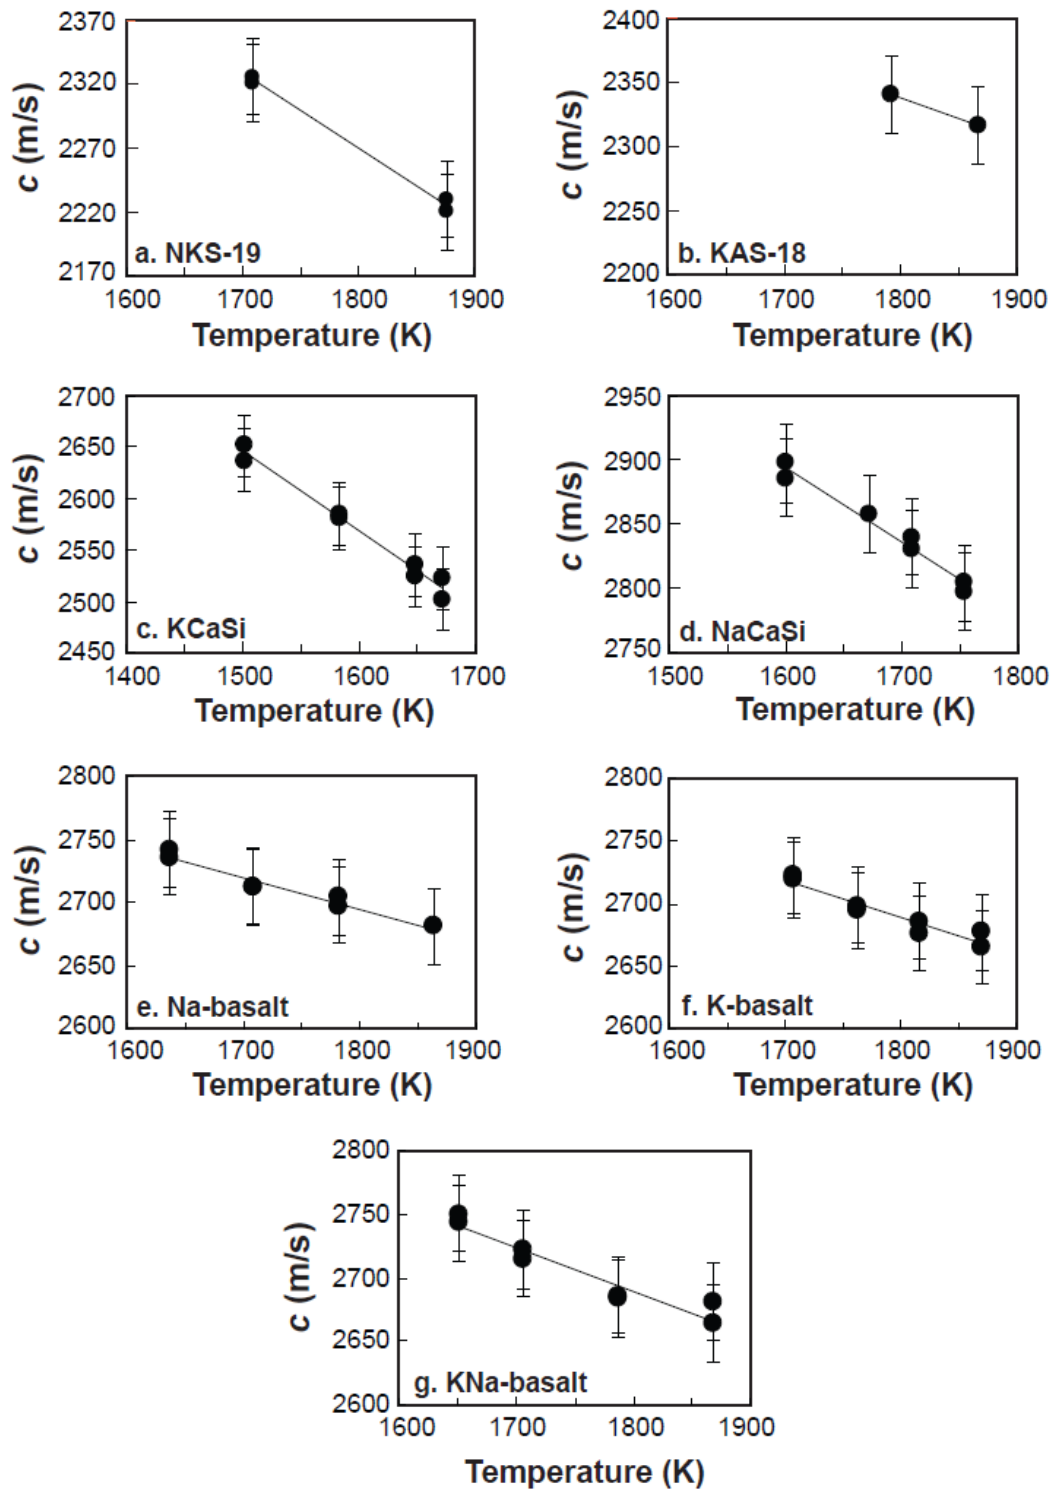 2370
2320
2270
2220
2170
c (m/s)
a. NKS-19
1600 1700 1800 1900
Temperature (K)
2400
2350
2300
2250
2200
c (m/s)
b. KAS-18
1600 1700 1800 1900
Temperature (K)
2700
2650
2600
2550
2500
2450
c (m/s)
c. KCaSi
1400 1500 1600 1700
Temperature (K)
2950
2900
2850
2800
2750
c (m/s)
d. NaCaSi
1500 1600 1700 1800
Temperature (K)
2800
2750
2700
2650
2600
c (m/s)
e. Na-basalt
1600 1700 1800 1900
Temperature (K)
2800
2750
2700
2650
2600
c (m/s)
f. K-basalt
1600 1700 1800 1900
Temperature (K)
2800
2750
2700
2650
2600
c (m/s)
g. KNa-basalt
1600 1700 1800 1900
Temperature (K)